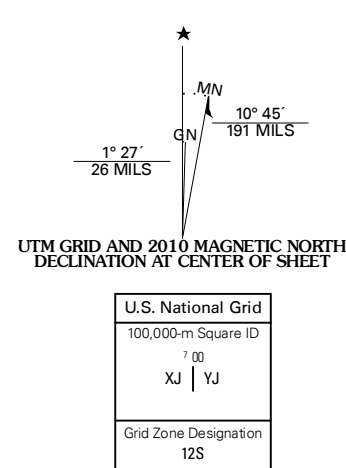 MN
10° 45´
191 MILS
GN
1° 27´
26 MILS
UTM GRID AND 2010 MAGNETIC NORTH
DECLINATION AT CENTER OF SHEET
U.S. National Grid
100,000-m Square ID
7 00
XJ YJ
Grid Zone Designation
12S